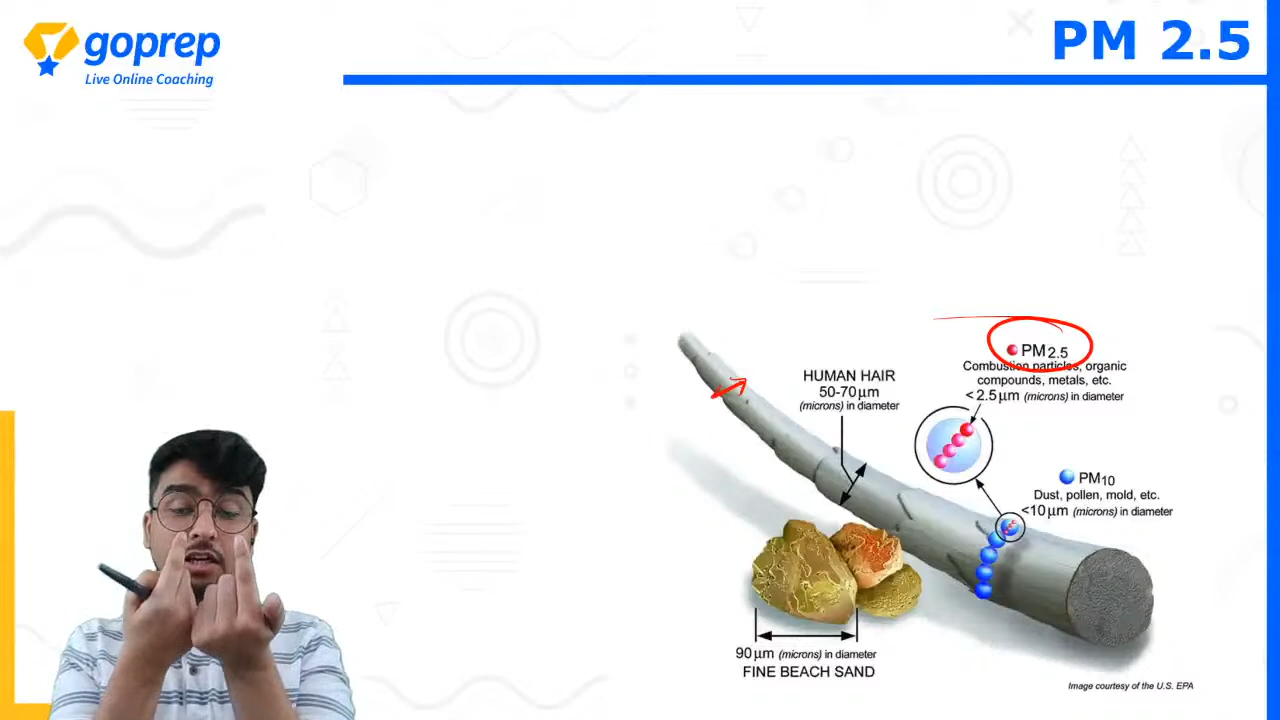 goprep
Live Online Coaching
PM 2.5
HUMAN HAIR
50-70μm
(microns) in diameter
PM2.5
Combustion particles, organic
compounds, metals, etc.
< 2.5μm (microns) in diameter
PM10
Dust, pollen, mold, etc.
<10μm (microns) in diameter
90μm (microns) in diameter
FINE BEACH SAND
Image courtesy of the U.S. EPA